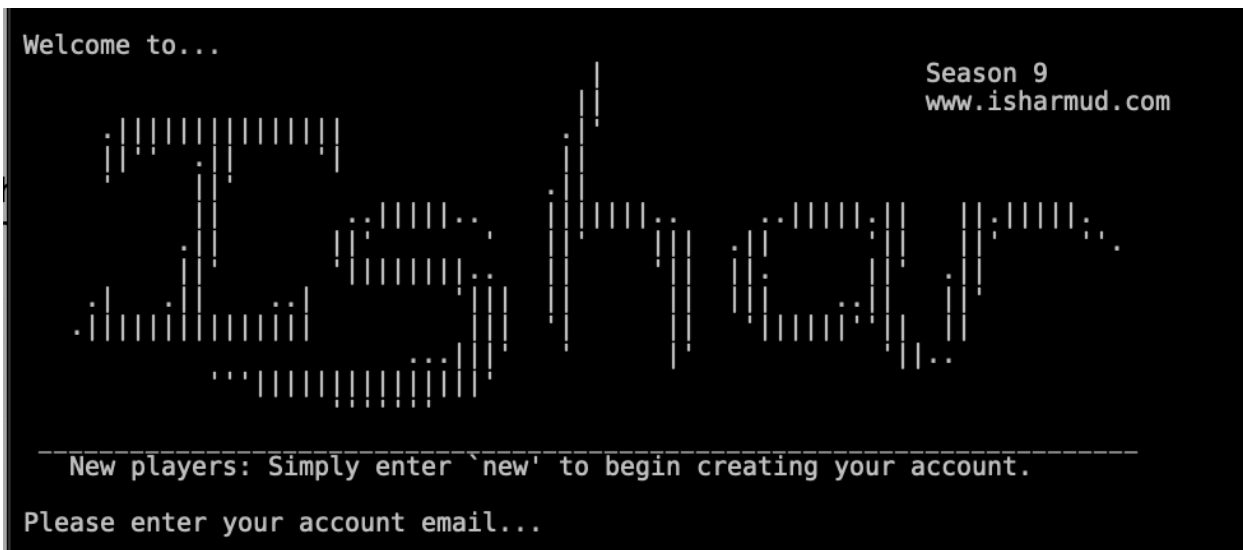 Welcome to...
Season 9
www.isharmud.com
Ishar
New players: Simply enter `new' to begin creating your account.
Please enter your account email...